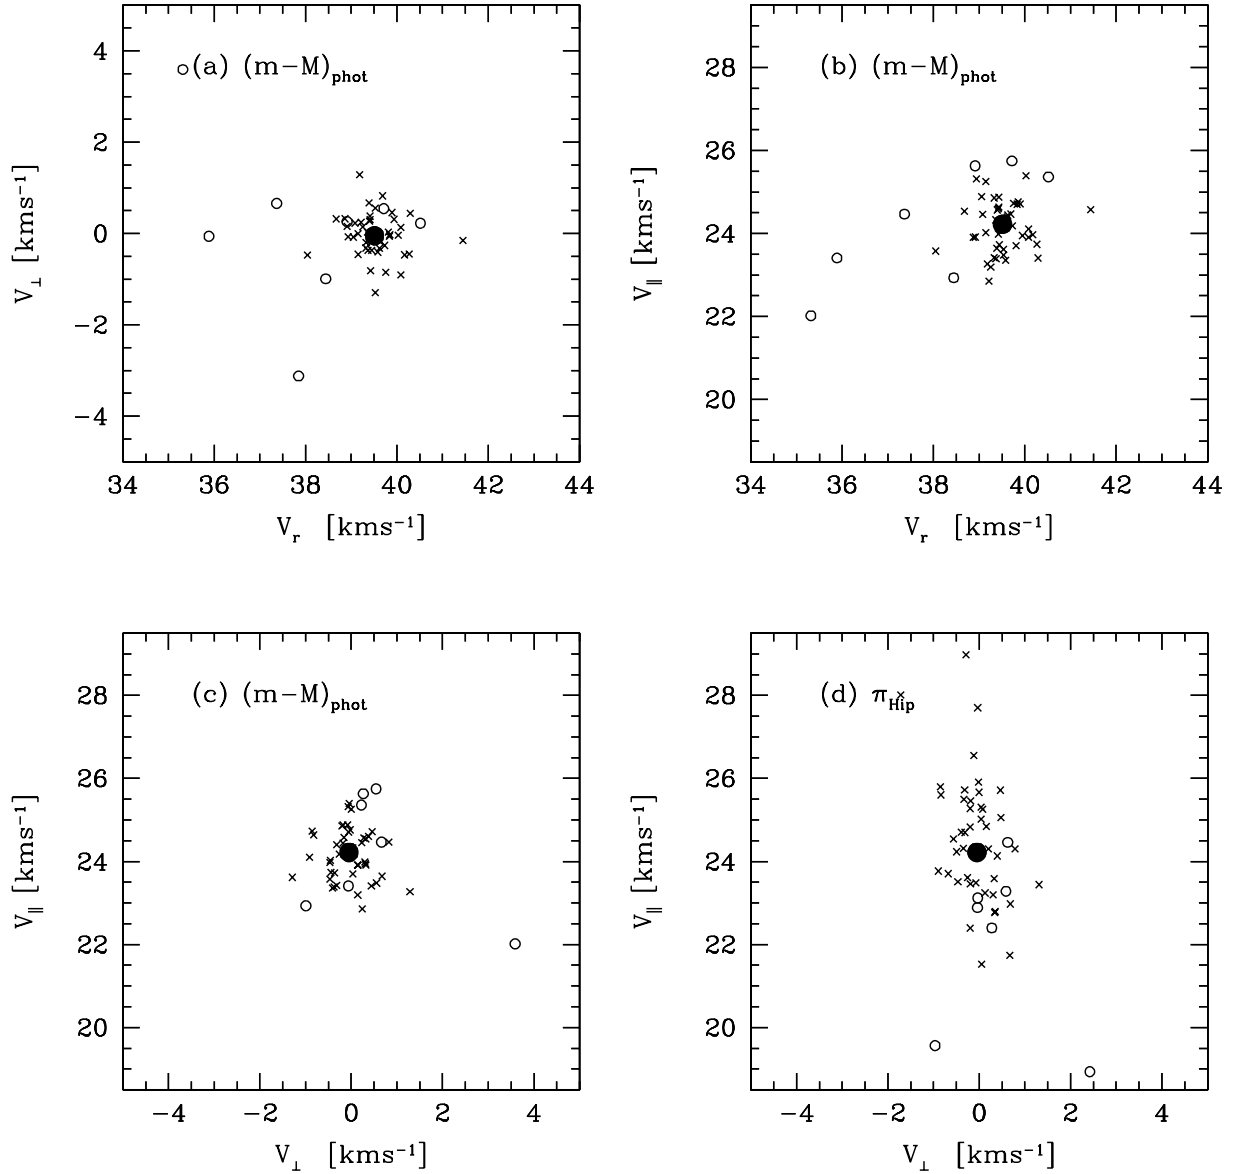 (a) (m−M)phot
4
2
0
−2
−4
V⊥ [kms⁻¹]
34 36 38 40 42 44
Vr [kms⁻¹]
(b) (m−M)phot
28
26
24
22
20
V∥ [kms⁻¹]
34 36 38 40 42 44
Vr [kms⁻¹]
(c) (m−M)phot
28
26
24
22
20
V∥ [kms⁻¹]
−4 −2 0 2 4
V⊥ [kms⁻¹]
(d) πHip
28
26
24
22
20
V∥ [kms⁻¹]
−4 −2 0 2 4
V⊥ [kms⁻¹]